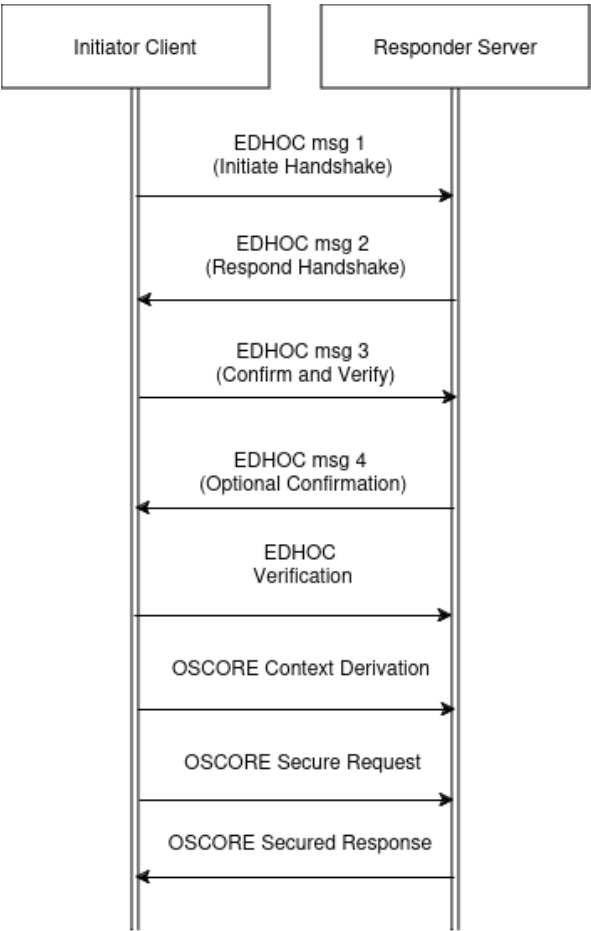 Initiator Client
Responder Server
EDHOC msg 1
(Initiate Handshake)
EDHOC msg 2
(Respond Handshake)
EDHOC msg 3
(Confirm and Verify)
EDHOC msg 4
(Optional Confirmation)
EDHOC
Verification
OSCORE Context Derivation
OSCORE Secure Request
OSCORE Secured Response